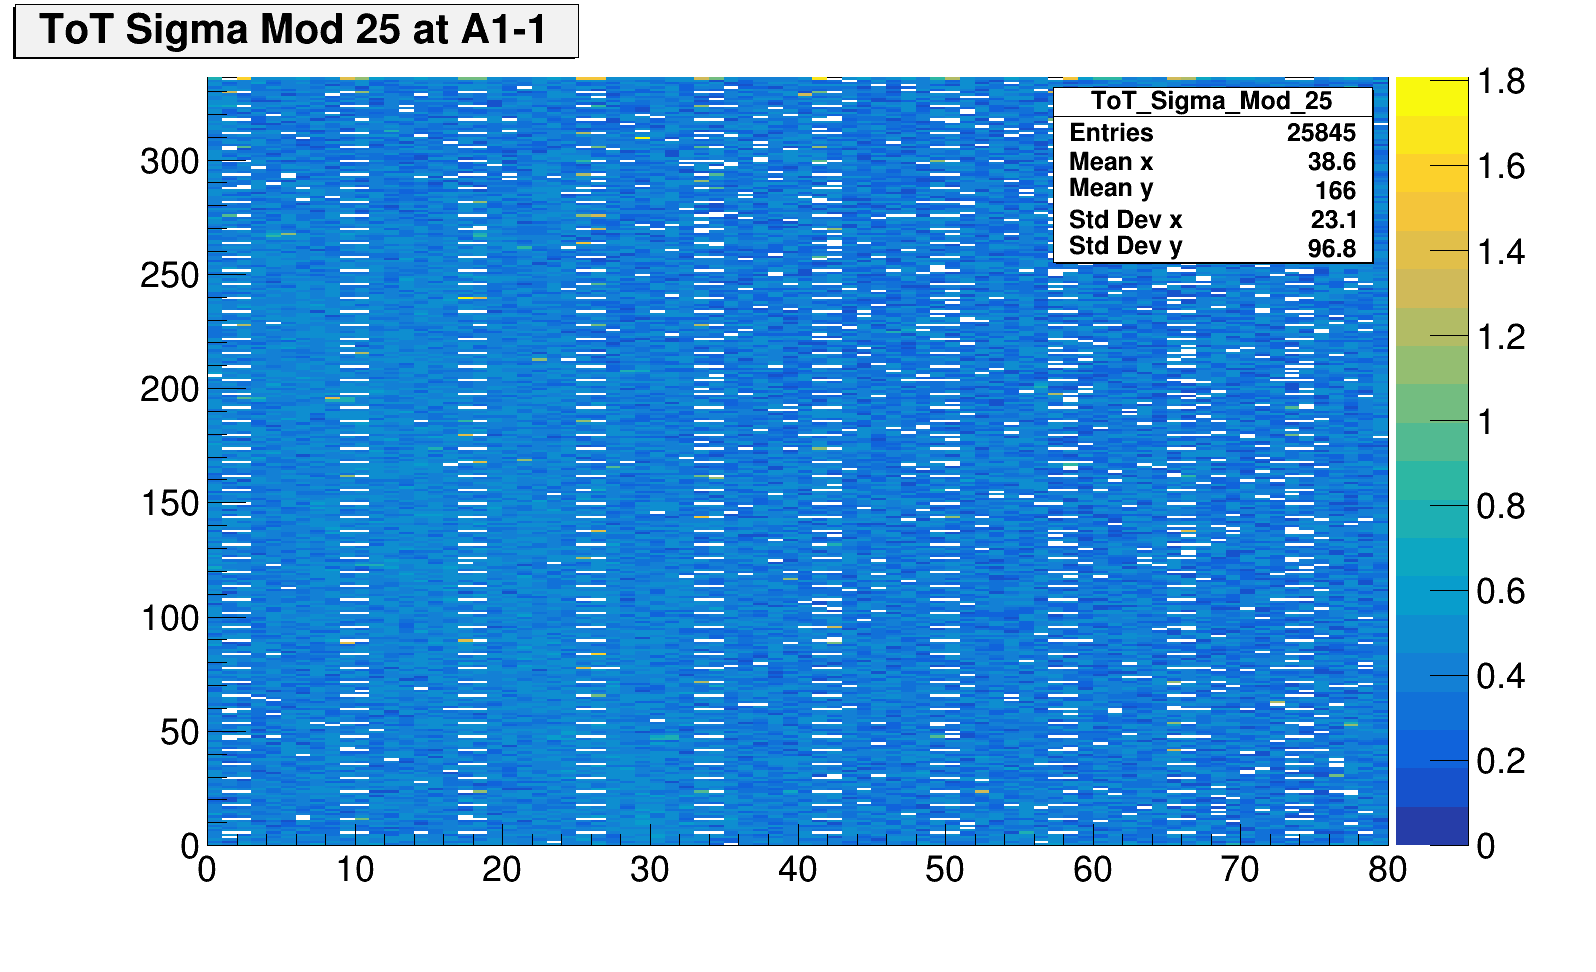 ToT Sigma Mod 25 at A1-1
ToT_Sigma_Mod_25
Entries 25845
Mean x 38.6
Mean y 166
Std Dev x 23.1
Std Dev y 96.8
300
250
200
150
100
50
0
0 10 20 30 40 50 60 70 80
1.8
1.6
1.4
1.2
1
0.8
0.6
0.4
0.2
0